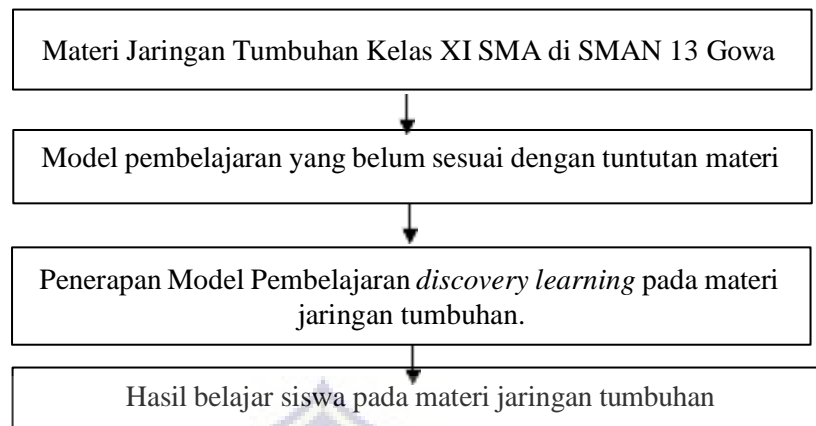 Materi Jaringan Tumbuhan Kelas XI SMA di SMAN 13 Gowa
Model pembelajaran yang belum sesuai dengan tuntutan materi
Penerapan Model Pembelajaran discovery learning pada materi
jaringan tumbuhan.
Hasil belajar siswa pada materi jaringan tumbuhan